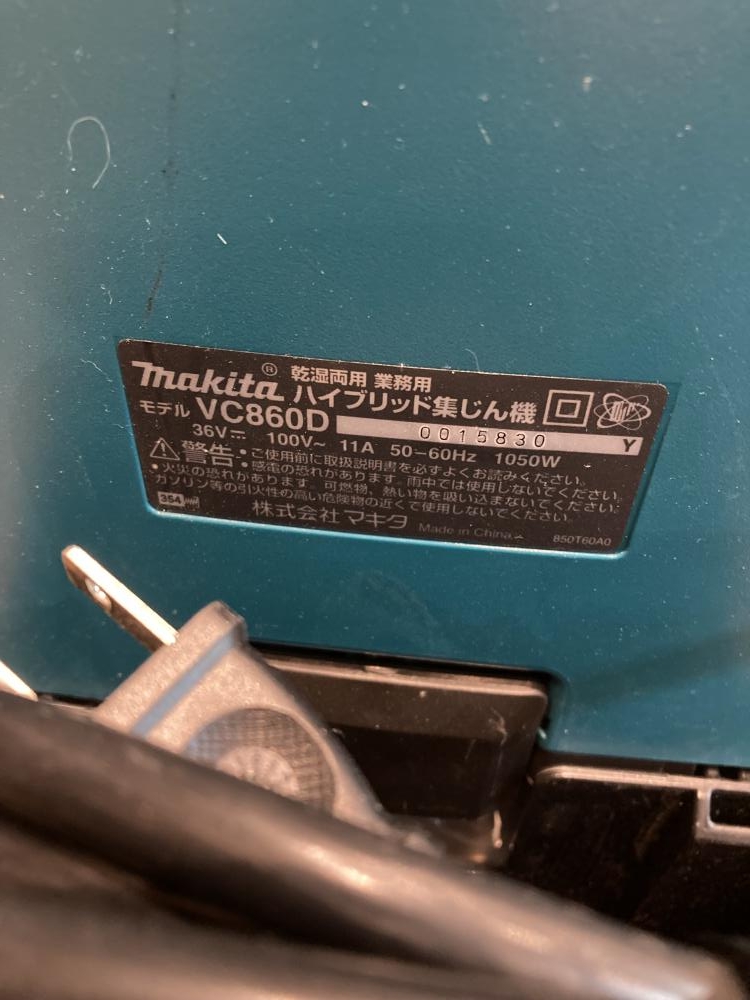 makita® 乾湿両用 業務用
ハイブリッド集じん機
モデル VC860D
0015830 Y
36V⎓ 100V~ 11A 50-60Hz 1050W
⚠警告:・ご使用前に取扱説明書を必ずよくお読みください。
・感電の恐れがあります。雨中では使用しないでください。
・火災の恐れがあります。可燃物、熱い物を吸い込まないでください。
ガソリン等の引火性の高い危険物の近くで使用しないでください。
354
株式会社 マキタ Made in China
850T60A0